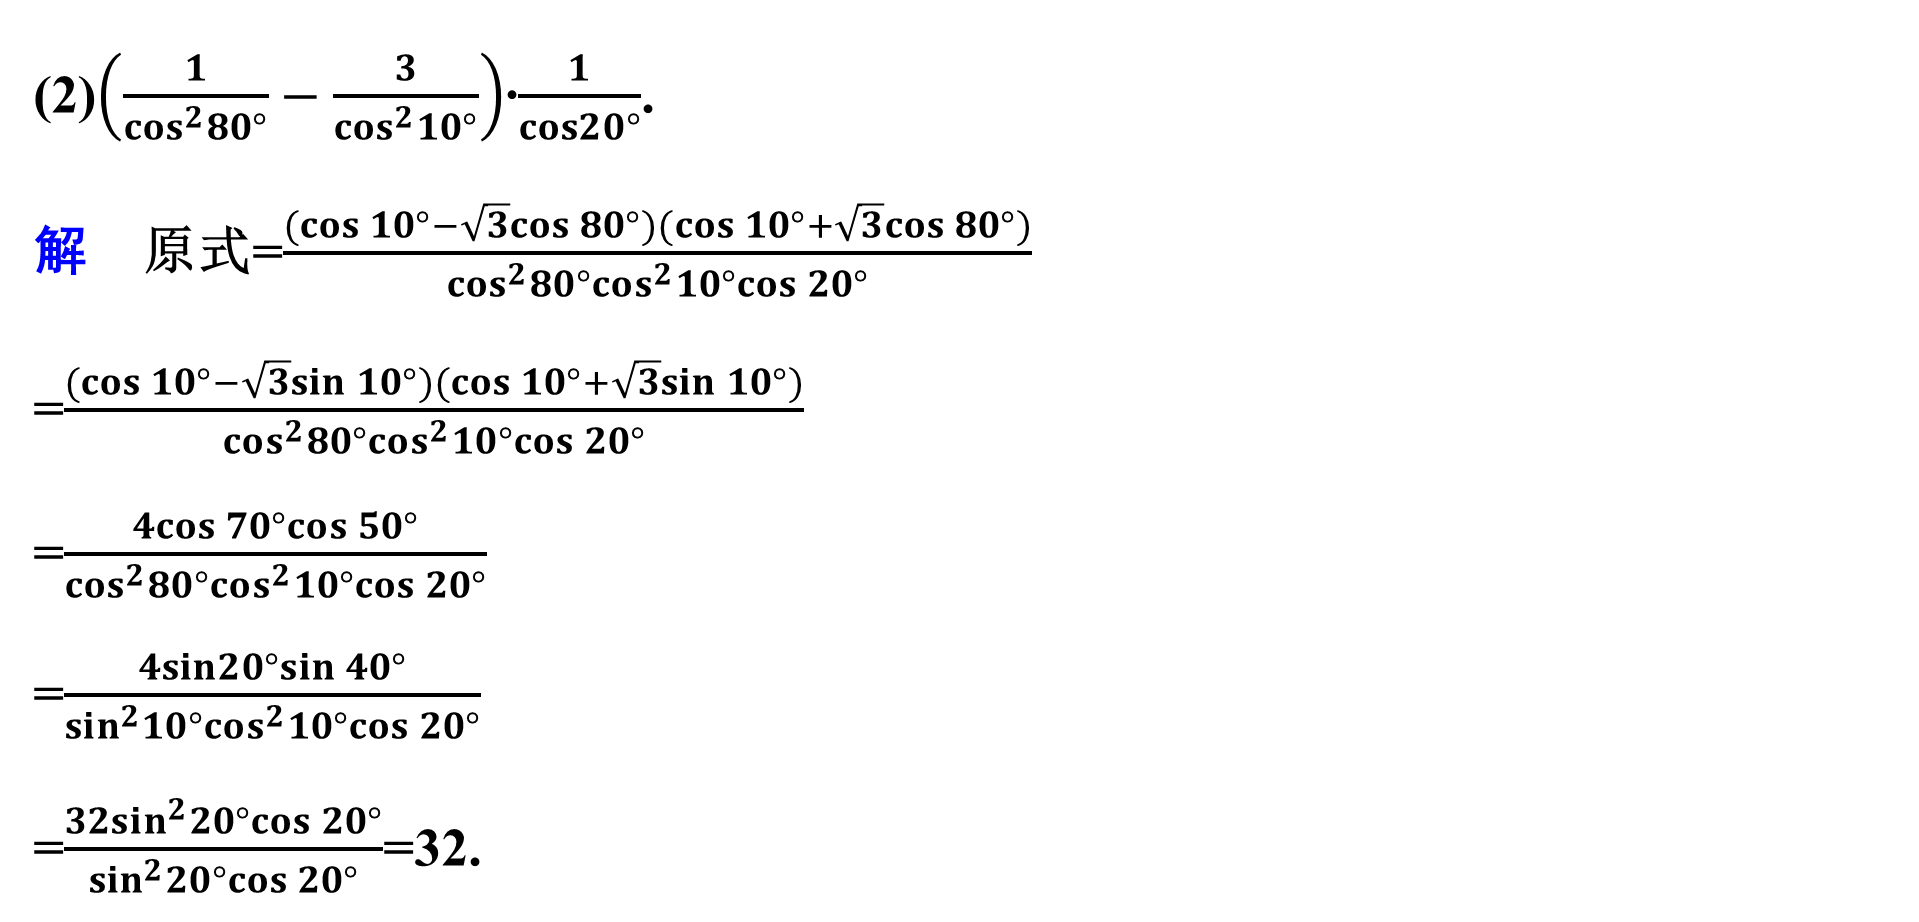 (2)(1/cos²80° − 3/cos²10°)·1/cos20°.
解 原式=(cos 10°−√3cos 80°)(cos 10°+√3cos 80°)/cos²80°cos²10°cos 20°
=(cos 10°−√3sin 10°)(cos 10°+√3sin 10°)/cos²80°cos²10°cos 20°
=4cos 70°cos 50°/cos²80°cos²10°cos 20°
=4sin20°sin 40°/sin²10°cos²10°cos 20°
=32sin²20°cos 20°/sin²20°cos 20°=32.